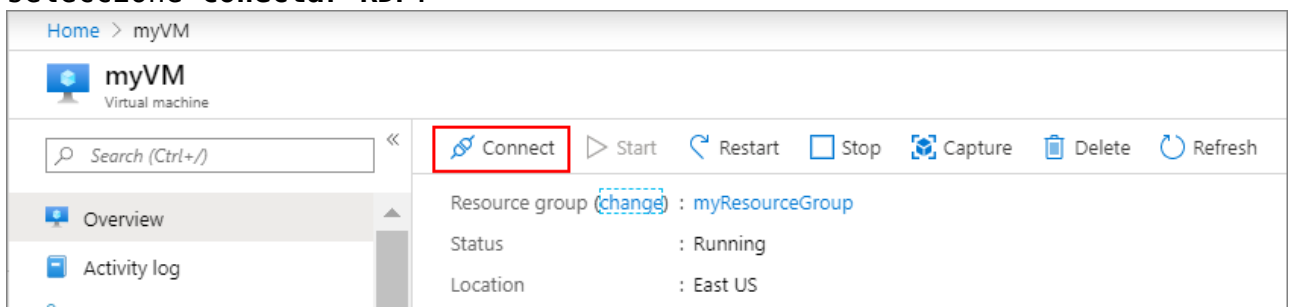 Home > myVM
myVM
Virtual machine
Search (Ctrl+/)
«
Connect Start Restart Stop Capture Delete Refresh
Overview
Activity log
Resource group (change) : myResourceGroup
Status : Running
Location : East US